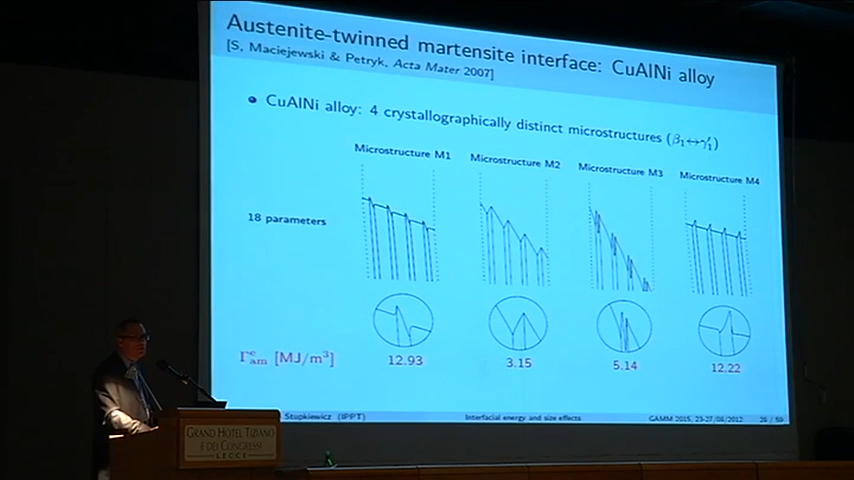 Austenite-twinned martensite interface: CuAlNi alloy
[S, Maciejewski & Petryk, Acta Mater 2007]
CuAlNi alloy: 4 crystallographically distinct microstructures (β₁↔γ₁′)
Microstructure M1 Microstructure M2 Microstructure M3 Microstructure M4
18 parameters
Γᵉₐₘ [MJ/m³] 12.93 3.15 5.14 12.22
Stupkiewicz (IPPT) Interfacial energy and size effects GAMM 2015, 23-27/08/2012 26 / 59
GRAND HOTEL TIZIANO
E DEI CONGRESSI
LECCE